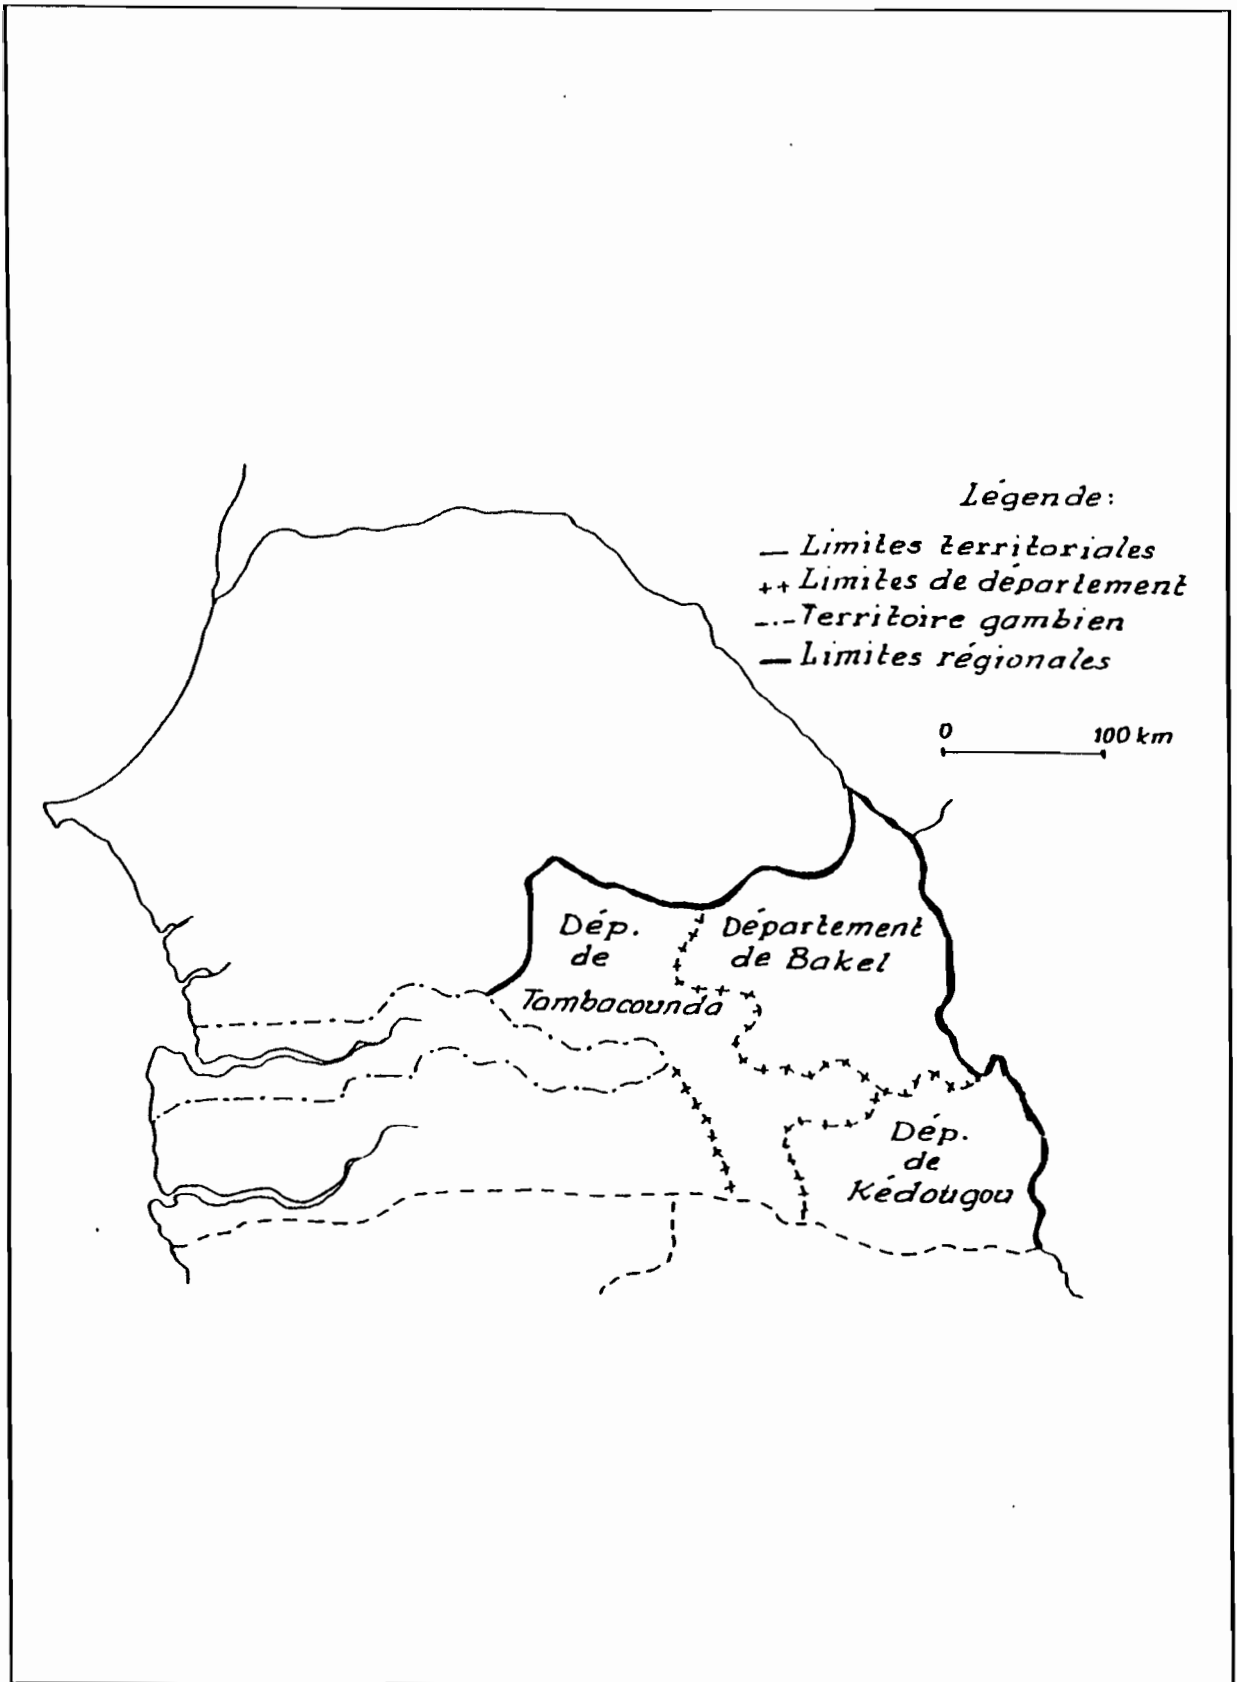 Légende:
Limites territoriales
Limites de département
Territoire gambien
Limites régionales
0 100 km
Dép.
de
Tambacounda
Département
de Bakel
Dép.
de
Kédougou